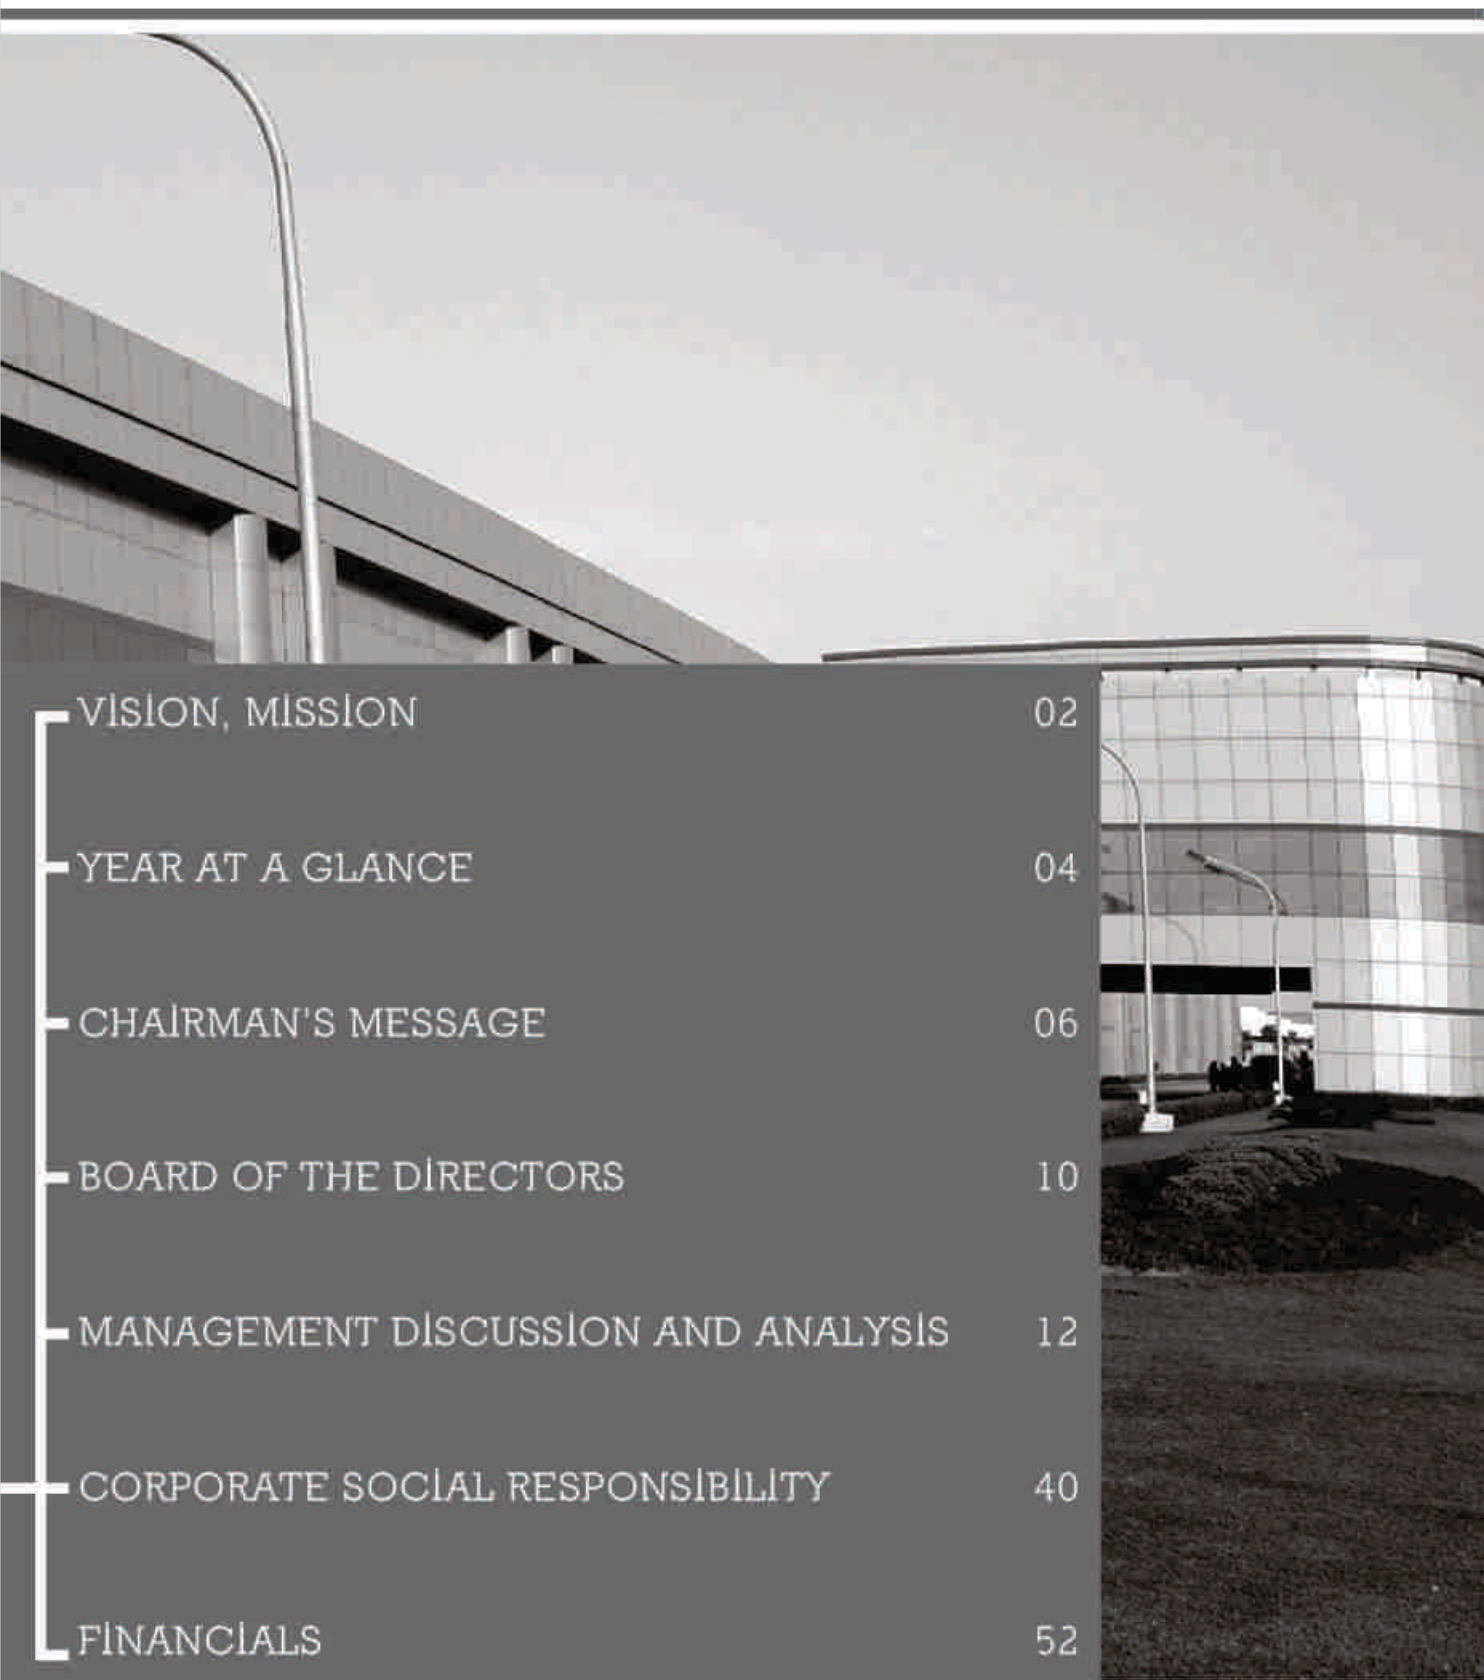 VISION, MISSION 02
YEAR AT A GLANCE 04
CHAIRMAN'S MESSAGE 06
BOARD OF THE DIRECTORS 10
MANAGEMENT DISCUSSION AND ANALYSIS 12
CORPORATE SOCIAL RESPONSIBILITY 40
FINANCIALS 52